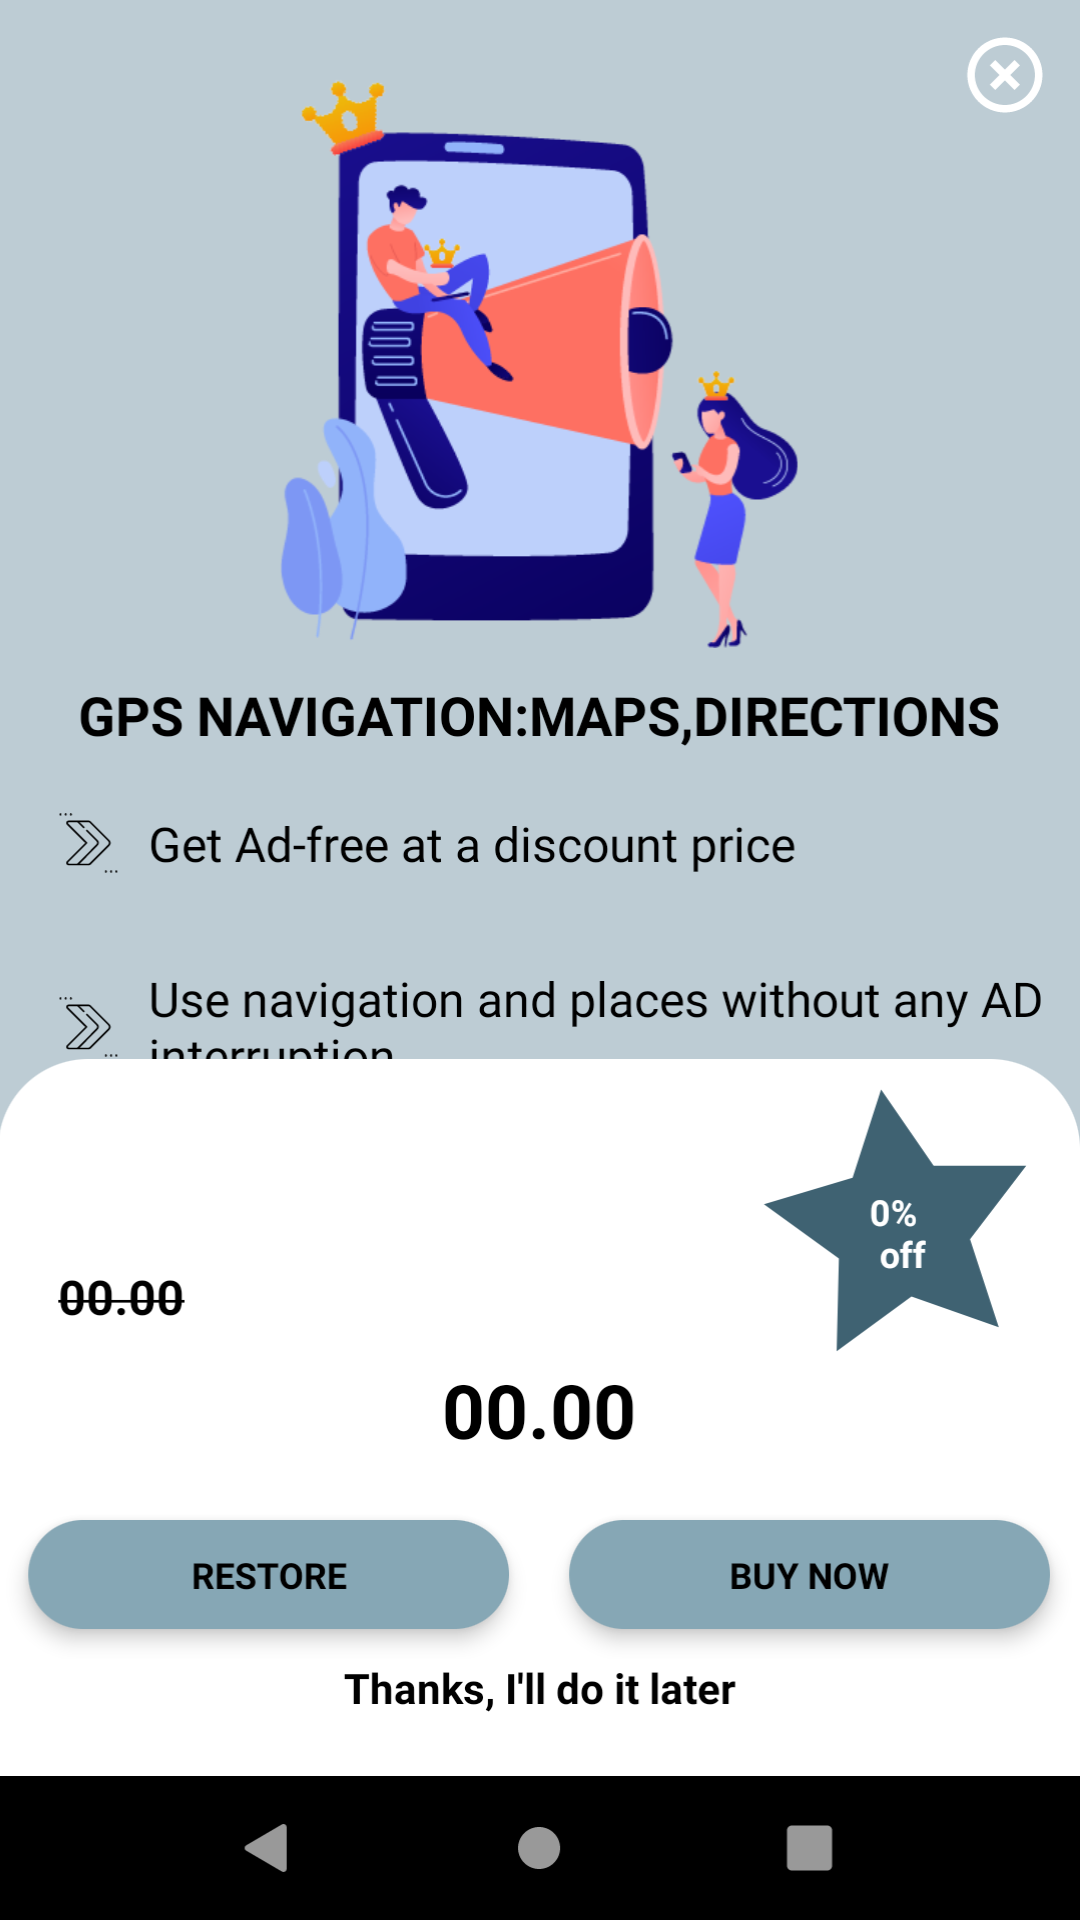 GPS NAVIGATION:MAPS,DIRECTIONS
Get Ad-free at a discount price
Use navigation and places without any AD
interruption
0%
off
00.00
00.00
RESTORE
BUY NOW
Thanks, I'll do it later